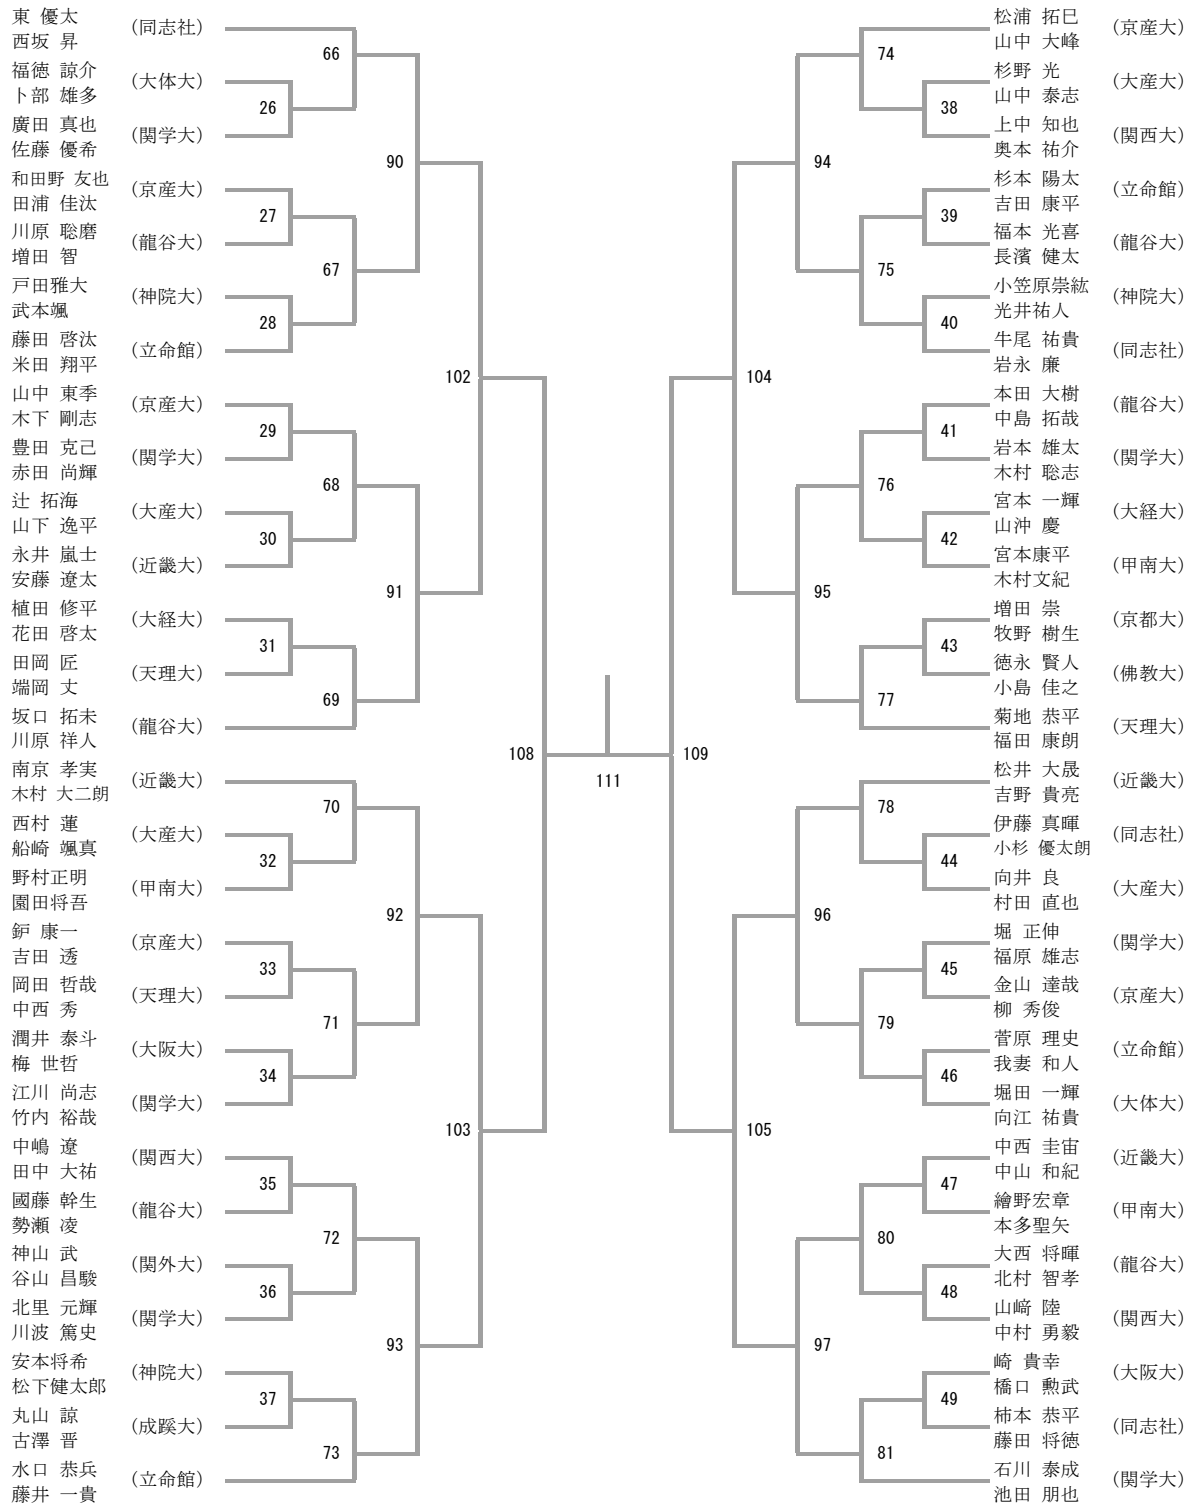 東 優太
西坂 昇
(同志社)
福徳 諒介
卜部 雄多
(大体大)
廣田 真也
佐藤 優希
(関学大)
和田野 友也
田浦 佳汰
(京産大)
川原 聡磨
増田 智
(龍谷大)
戸田雅大
武本颯
(神院大)
藤田 啓汰
米田 翔平
(立命館)
山中 東季
木下 剛志
(京産大)
豊田 克己
赤田 尚輝
(関学大)
辻 拓海
山下 逸平
(大産大)
永井 嵐士
安藤 遼太
(近畿大)
植田 修平
花田 啓太
(大経大)
田岡 匠
端岡 丈
(天理大)
坂口 拓未
川原 祥人
(龍谷大)
南京 孝実
木村 大二朗
(近畿大)
西村 蓮
船崎 颯真
(大産大)
野村正明
園田将吾
(甲南大)
鈩 康一
吉田 透
(京産大)
岡田 哲哉
中西 秀
(天理大)
潤井 泰斗
梅 世哲
(大阪大)
江川 尚志
竹内 裕哉
(関学大)
中嶋 遼
田中 大祐
(関西大)
國藤 幹生
勢瀬 凌
(龍谷大)
神山 武
谷山 昌駿
(関外大)
北里 元輝
川波 篤史
(関学大)
安本将希
松下健太郎
(神院大)
丸山 諒
古澤 晋
(成蹊大)
水口 恭兵
藤井 一貴
(立命館)
26
27
28
29
30
31
32
33
34
35
36
37
66
67
68
69
70
71
72
73
90
91
92
93
102
103
108
111
109
104
105
94
95
96
97
74
75
76
77
78
79
80
81
38
39
40
41
42
43
44
45
46
47
48
49
松浦 拓巳
山中 大峰
(京産大)
杉野 光
山中 泰志
(大産大)
上中 知也
奥本 祐介
(関西大)
杉本 陽太
吉田 康平
(立命館)
福本 光喜
長濱 健太
(龍谷大)
小笠原崇紘
光井祐人
(神院大)
牛尾 祐貴
岩永 廉
(同志社)
本田 大樹
中島 拓哉
(龍谷大)
岩本 雄太
木村 聡志
(関学大)
宮本 一輝
山沖 慶
(大経大)
宮本康平
木村文紀
(甲南大)
増田 崇
牧野 樹生
(京都大)
徳永 賢人
小島 佳之
(佛教大)
菊地 恭平
福田 康朗
(天理大)
松井 大晟
吉野 貴亮
(近畿大)
伊藤 真暉
小杉 優太朗
(同志社)
向井 良
村田 直也
(大産大)
堀 正伸
福原 雄志
(関学大)
金山 達哉
柳 秀俊
(京産大)
菅原 理史
我妻 和人
(立命館)
堀田 一輝
向江 祐貴
(大体大)
中西 圭宙
中山 和紀
(近畿大)
繪野宏章
本多聖矢
(甲南大)
大西 将暉
北村 智孝
(龍谷大)
山﨑 陸
中村 勇毅
(関西大)
崎 貴幸
橋口 勲武
(大阪大)
柿本 恭平
藤田 将徳
(同志社)
石川 泰成
池田 朋也
(関学大)